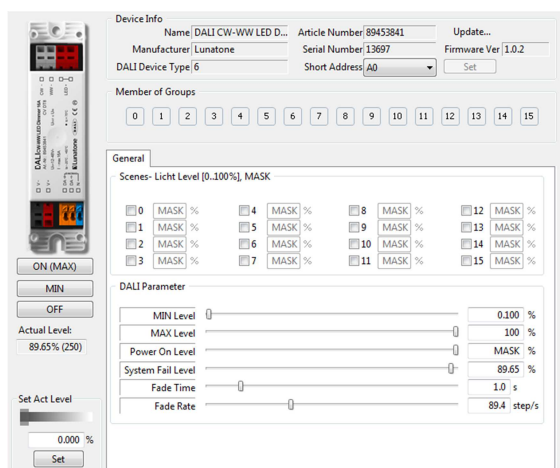 Device Info
Name DALI CW-WW LED D... Article Number 89453841 Update...
Manufacturer Lunatone Serial Number 13697 Firmware Ver 1.0.2
DALI Device Type 6 Short Address A0 Set
Member of Groups
0 1 2 3 4 5 6 7 8 9 10 11 12 13 14 15
General
Scenes- Licht Level [0..100%], MASK
0 MASK % 4 MASK % 8 MASK % 12 MASK %
1 MASK % 5 MASK % 9 MASK % 13 MASK %
2 MASK % 6 MASK % 10 MASK % 14 MASK %
3 MASK % 7 MASK % 11 MASK % 15 MASK %
DALI Parameter
MIN Level 0.100 %
MAX Level 100 %
Power On Level MASK %
System Fail Level 89.65 %
Fade Time 1.0 s
Fade Rate 89.4 step/s
DALI CW-WW LED Dimmer 16A
Lunatone
ON (MAX)
MIN
OFF
Actual Level:
89.65% (250)
Set Act Level
0.000 %
Set